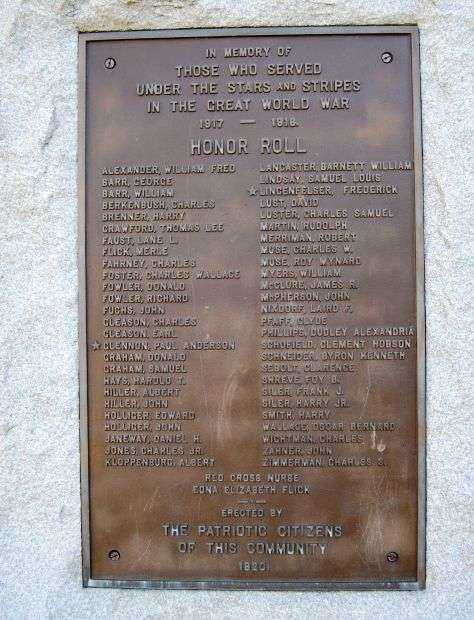 IN MEMORY OF
THOSE WHO SERVED
UNDER THE STARS AND STRIPES
IN THE GREAT WORLD WAR
1917 — 1918
HONOR ROLL
ALEXANDER, WILLIAM FRED
BARR, GEORGE
BARR, WILLIAM
BERKENBUSH, CHARLES
BRENNER, HARRY
CRAWFORD, THOMAS LEE
FAUST, LANE L.
FLICK, MERLE
FAHRNEY, CHARLES
FOSTER, CHARLES WALLACE
FOWLER, DONALD
FOWLER, RICHARD
FUCHS, JOHN
GLEASON, CHARLES
GLEASON, EARL
☆ GLENNON, PAUL ANDERSON
GRAHAM, DONALD
GRAHAM, SAMUEL
HAYS, HAROLD T.
HILLER, ALBERT
HILLER, JOHN
HOLLIGER, EDWARD
HOLLIGER, JOHN
JANEWAY, DANIEL H.
JONES, CHARLES JR.
KLOPPENBURG, ALBERT
LANCASTER, BARNETT WILLIAM
LINDSAY, SAMUEL LOUIS
☆ LINGENFELSER, FREDERICK
LUST, DAVID
LUSTER, CHARLES SAMUEL
MARTIN, RUDOLPH
MERRIMAN, ROBERT
MUSE, CHARLES W.
MUSE, ROY WYNARD
MYERS, WILLIAM
McCLURE, JAMES R.
McPHERSON, JOHN
NIXDORF, LAIRD F.
PFAFF, CLYDE
PHILLIPS, DUDLEY ALEXANDRIA
SCHOFIELD, CLEMENT HOBSON
SCHNEIDER, BYRON KENNETH
SEBOLT, CLARENCE
SHREVE, FOY B.
SILER, FRANK J.
SILER, HARRY JR.
SMITH, HARRY
WALLACE, OSCAR BERNARD
WIGHTMAN, CHARLES
ZAHNER, JOHN
ZIMMERMAN, CHARLES S.
RED CROSS NURSE
EDNA ELIZABETH FLICK
ERECTED BY
THE PATRIOTIC CITIZENS
OF THIS COMMUNITY
1920